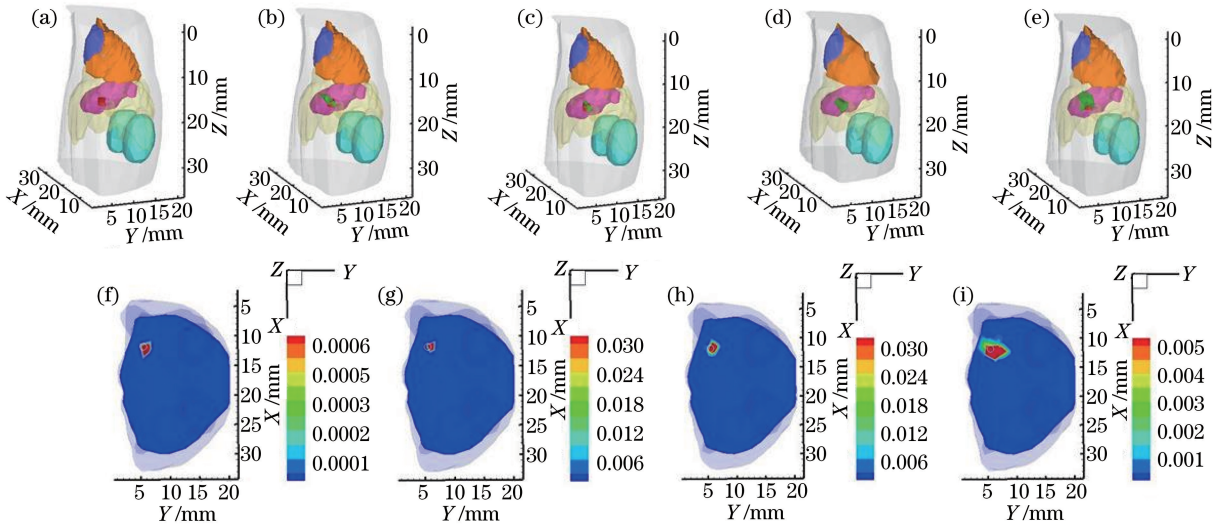 (a)
0
10
20
30
Z/mm
30
20
10
X/mm
5 10 15 20
Y/mm
(b)
0
10
20
30
Z/mm
30
20
10
X/mm
5 10 15 20
Y/mm
(c)
0
10
20
30
Z/mm
30
20
10
X/mm
5 10 15 20
Y/mm
(d)
0
10
20
30
Z/mm
30
20
10
X/mm
5 10 15 20
Y/mm
(e)
0
10
20
30
Z/mm
30
20
10
X/mm
5 10 15 20
Y/mm
(f)
Z Y
X
5
10
15
20
25
30
X/mm
0.0006
0.0005
0.0003
0.0002
0.0001
5 10 15 20
Y/mm
(g)
Z Y
X
5
10
15
20
25
30
X/mm
0.030
0.024
0.018
0.012
0.006
5 10 15 20
Y/mm
(h)
Z Y
X
5
10
15
20
25
30
X/mm
0.030
0.024
0.018
0.012
0.006
5 10 15 20
Y/mm
(i)
Z Y
X
5
10
15
20
25
30
X/mm
0.005
0.004
0.003
0.002
0.001
5 10 15 20
Y/mm